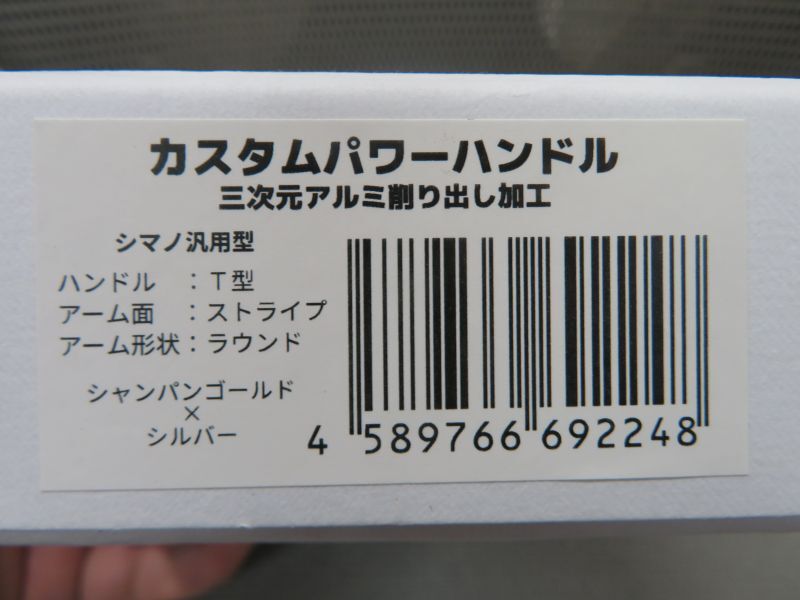 カスタムパワーハンドル
三次元アルミ削り出し加工
シマノ汎用型
ハンドル ：T型
アーム面 ：ストライプ
アーム形状：ラウンド
シャンパンゴールド
×
シルバー
4 589766 692248